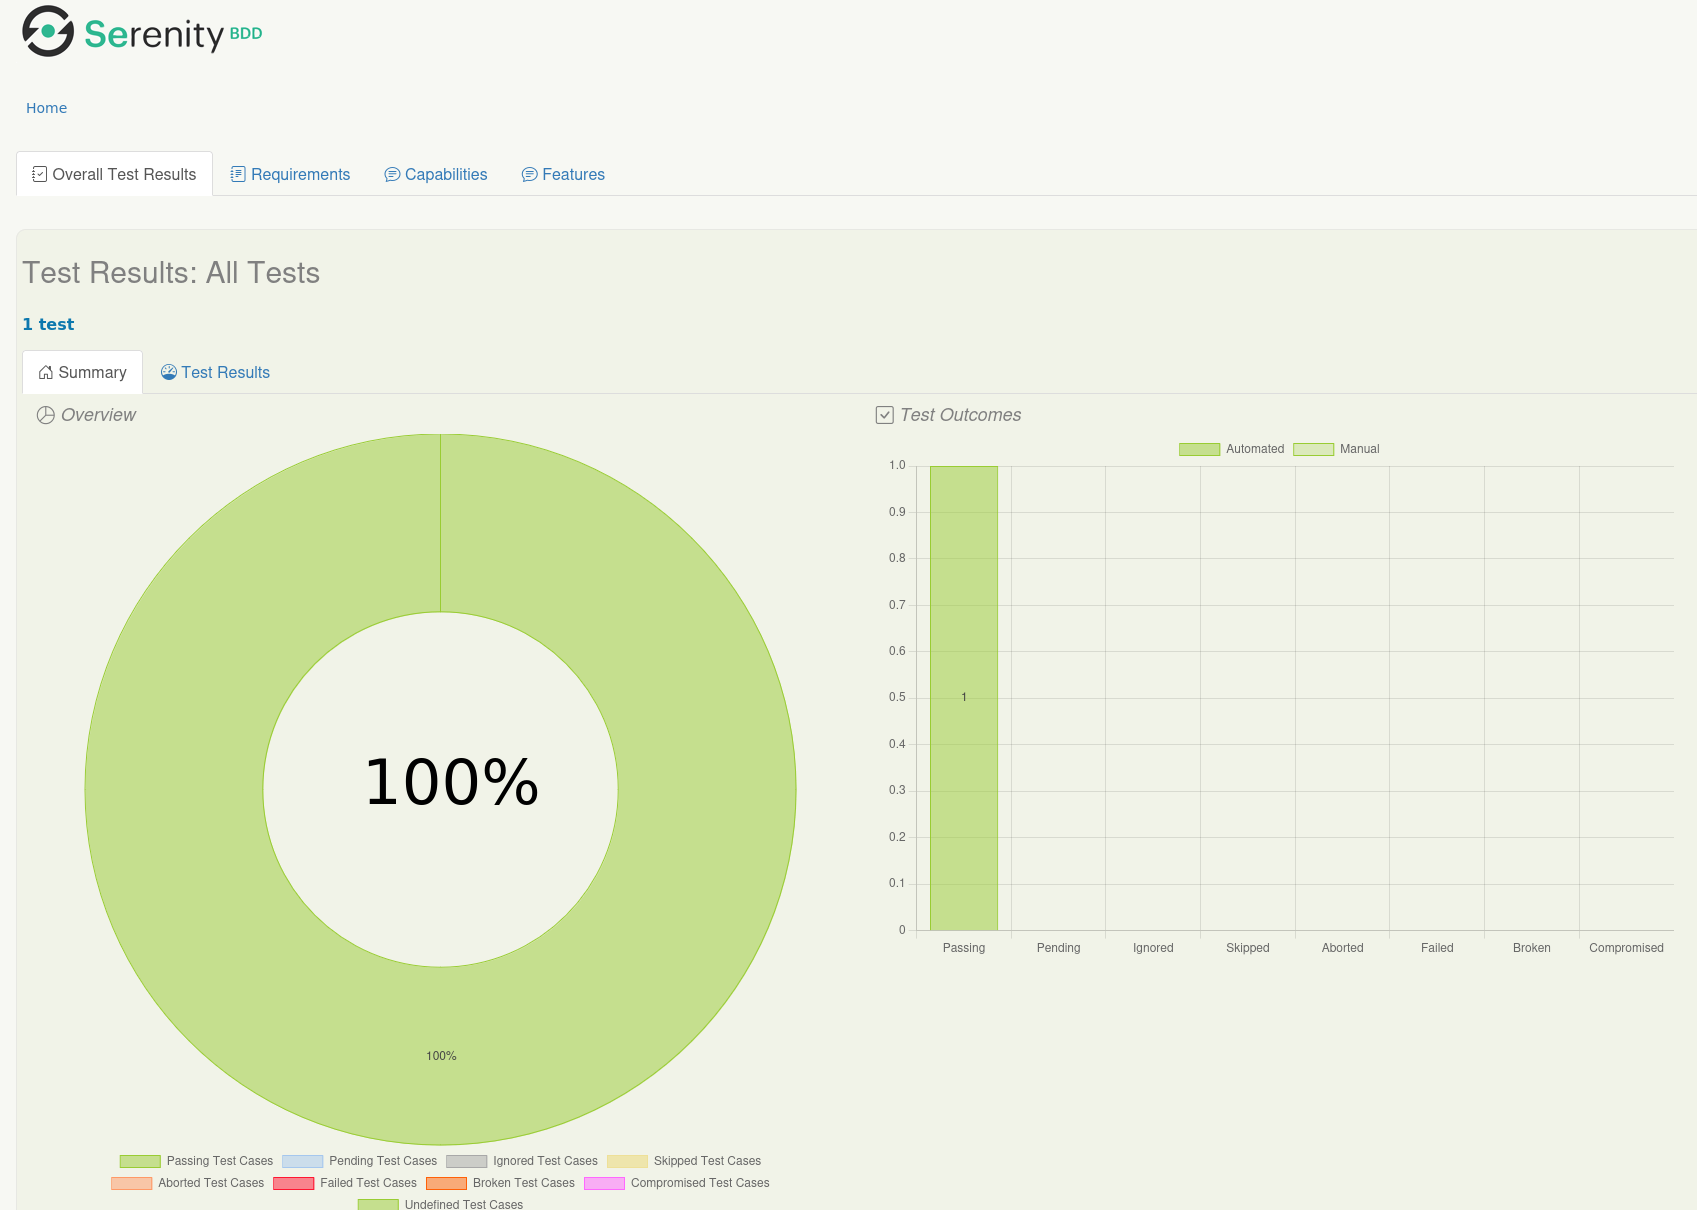 Serenity BDD
Home
Overall Test Results Requirements Capabilities Features
Test Results: All Tests
1 test
Summary Test Results
Overview
100%
100%
Passing Test Cases Pending Test Cases Ignored Test Cases Skipped Test Cases
Aborted Test Cases Failed Test Cases Broken Test Cases Compromised Test Cases
Undefined Test Cases
Test Outcomes
Automated Manual
1.0
0.9
0.8
0.7
0.6
0.5
0.4
0.3
0.2
0.1
0
1
Passing Pending Ignored Skipped Aborted Failed Broken Compromised